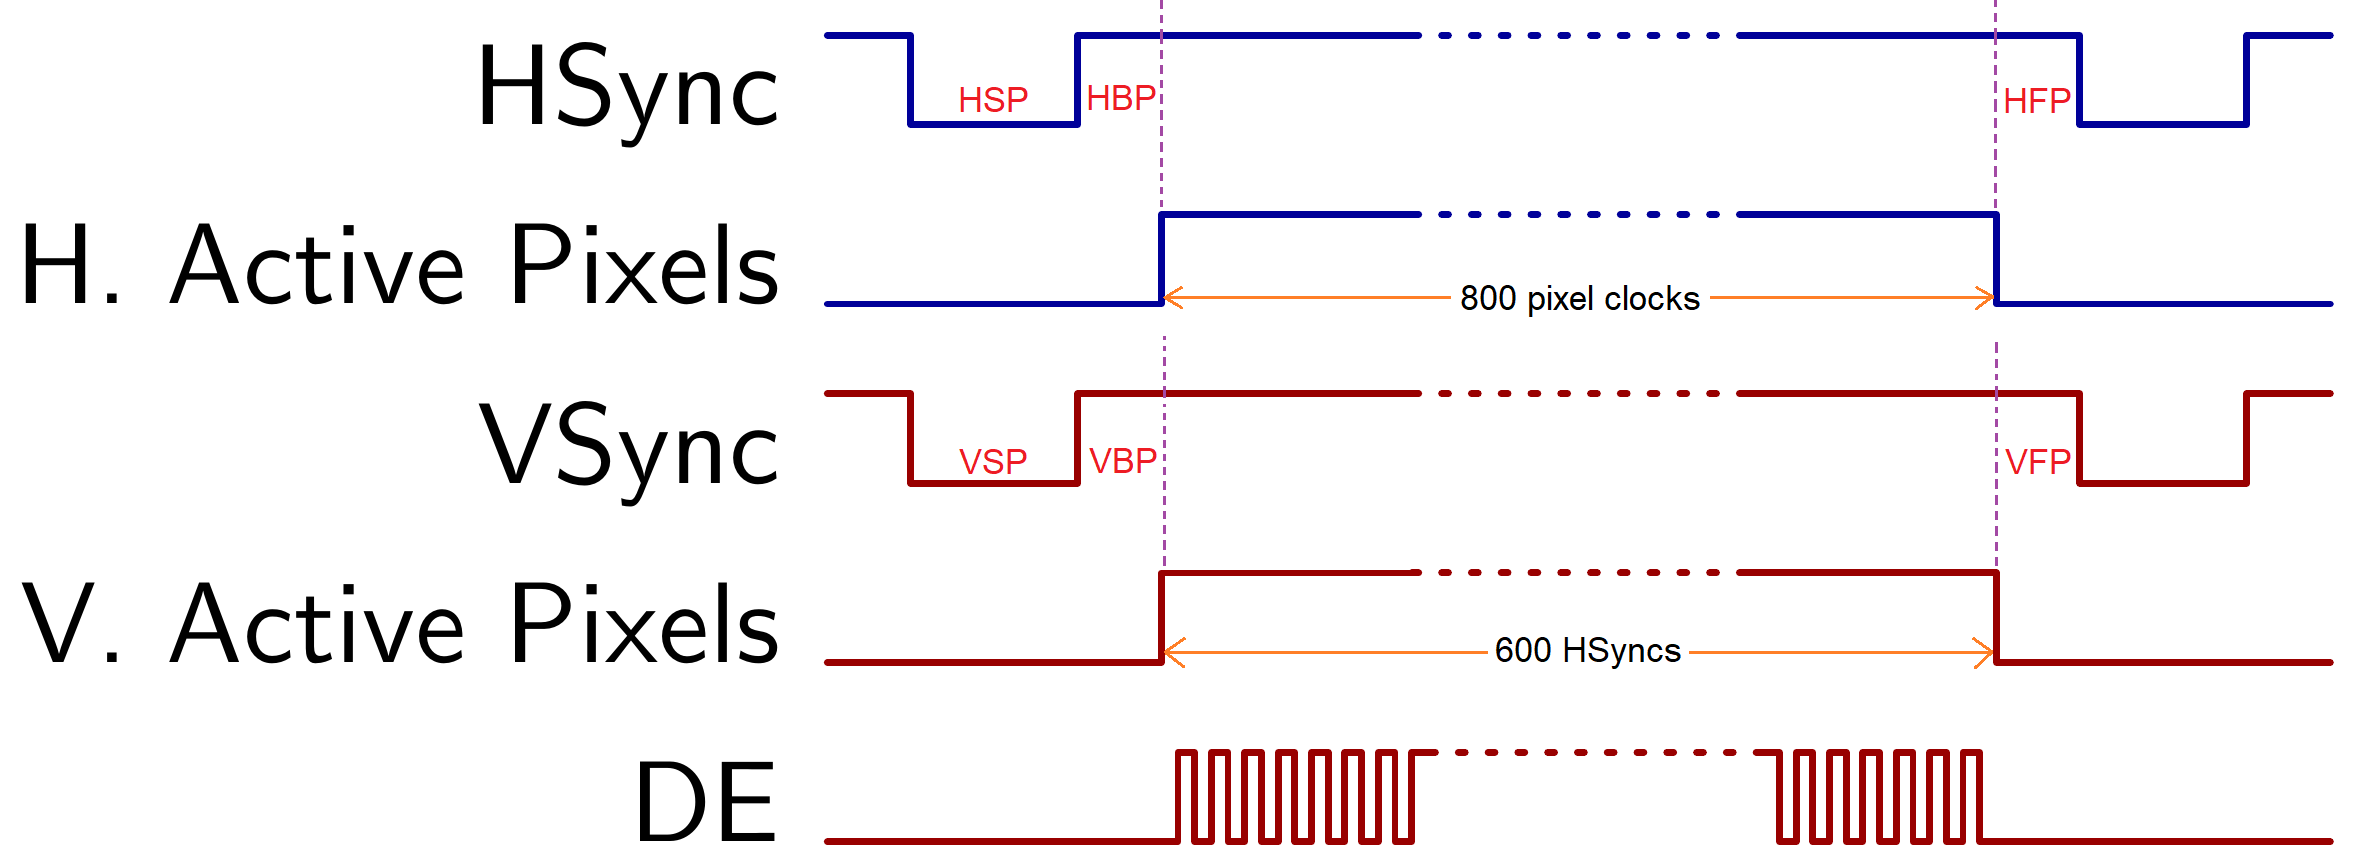 HSync
HSP HBP HFP
H. Active Pixels
800 pixel clocks
VSync
VSP VBP VFP
V. Active Pixels
600 HSyncs
DE